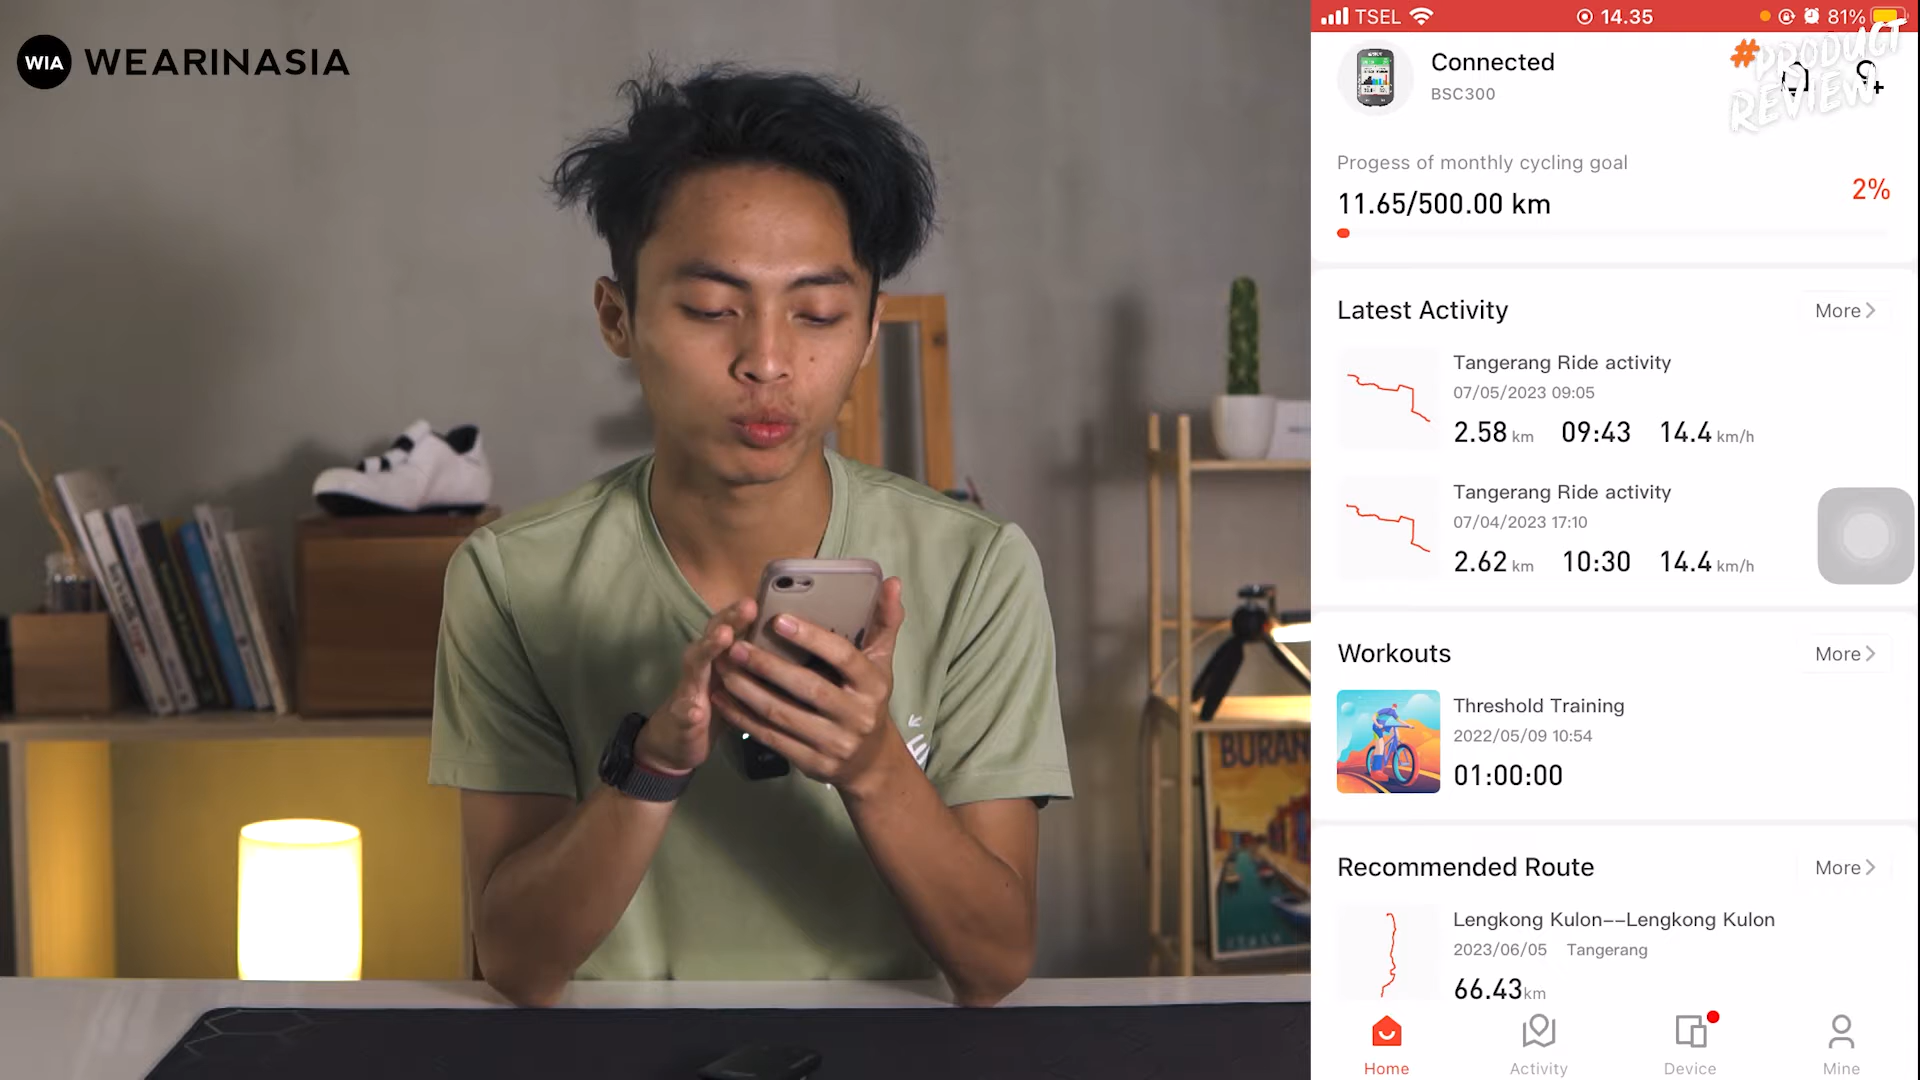 WIA WEARINASIA
TSEL 14.35 81%
#PRODUCT
REVIEW
Connected
BSC300
Progess of monthly cycling goal
11.65/500.00 km
2%
Latest Activity
More
Tangerang Ride activity
07/05/2023 09:05
2.58 km 09:43 14.4 km/h
Tangerang Ride activity
07/04/2023 17:10
2.62 km 10:30 14.4 km/h
Workouts
More
Threshold Training
2022/05/09 10:54
01:00:00
Recommended Route
More
Lengkong Kulon--Lengkong Kulon
2023/06/05 Tangerang
66.43km
Home
Activity
Device
Mine
BURAN
ITALY